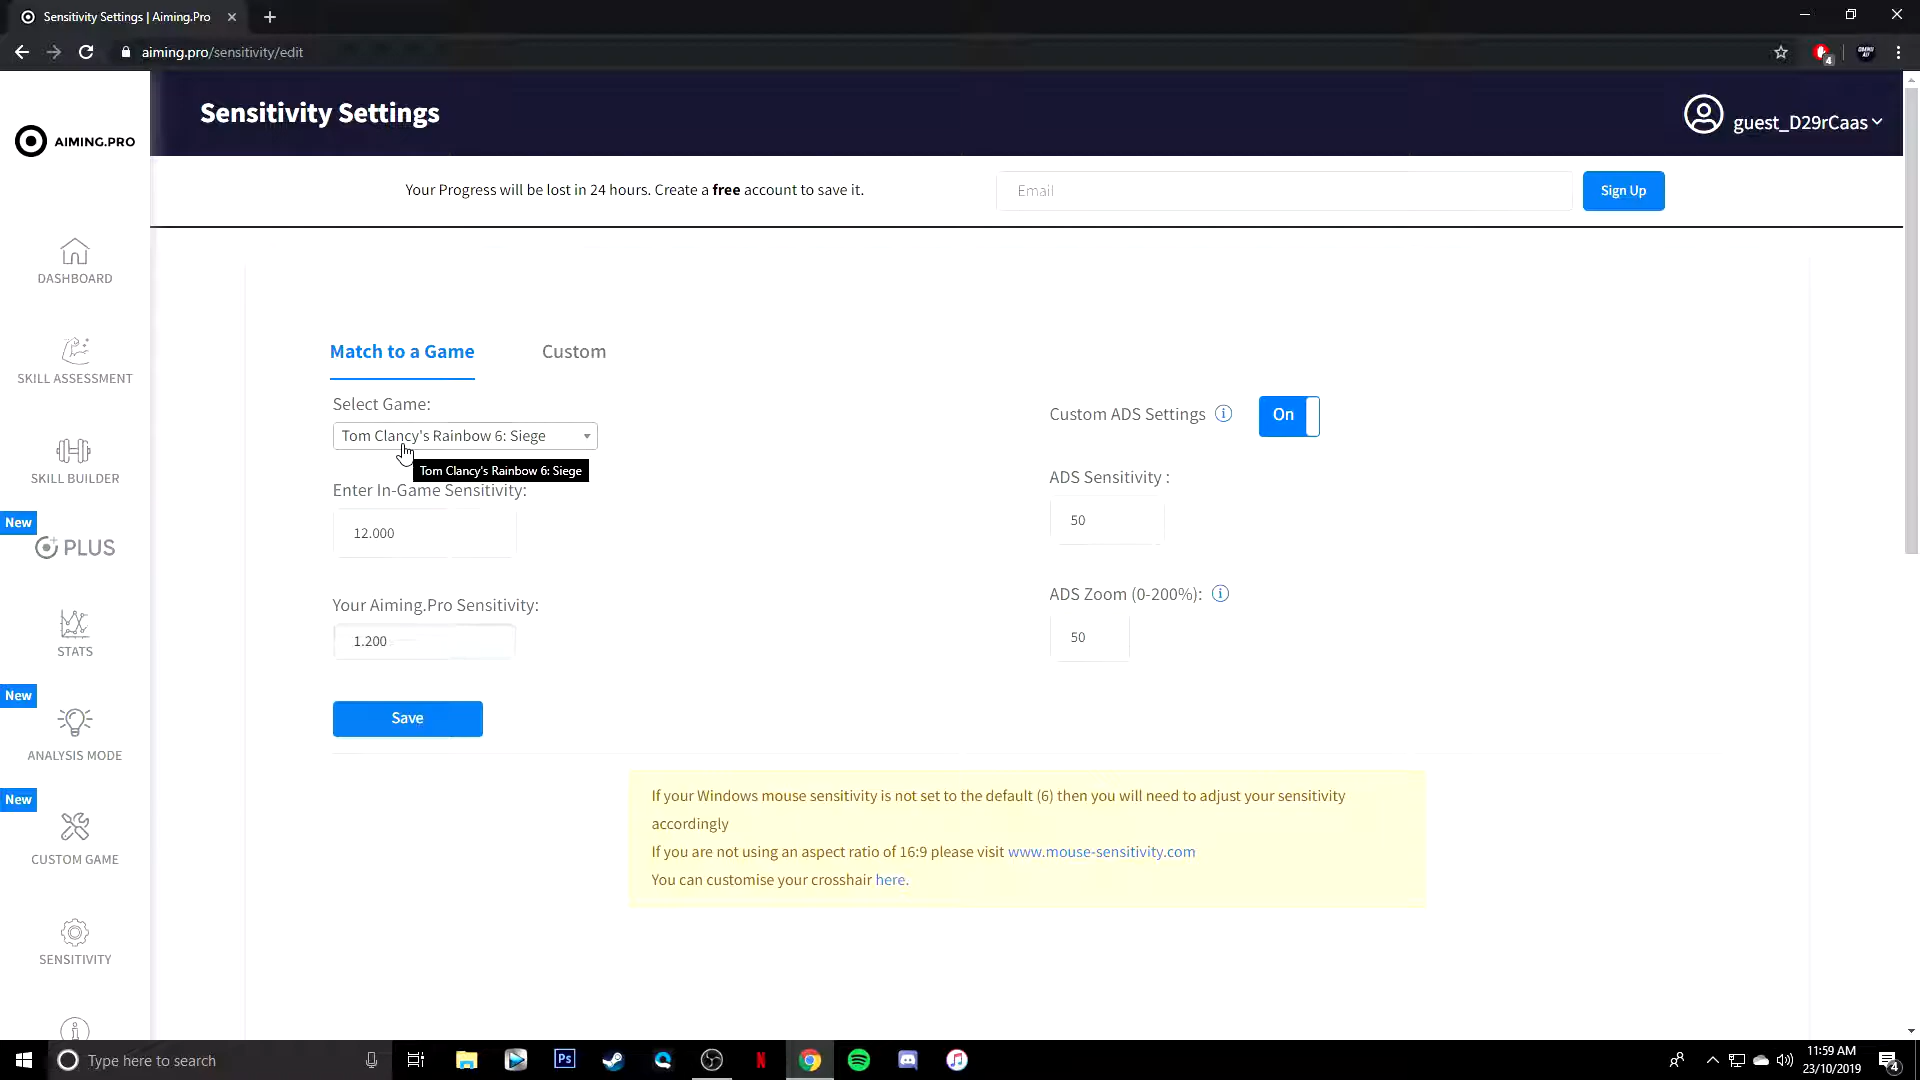 Sensitivity Settings | Aiming.Pro
aiming.pro/sensitivity/edit
4
AIMING.PRO
Sensitivity Settings
guest_D29rCaas
Your Progress will be lost in 24 hours. Create a free account to save it.
Email
Sign Up
DASHBOARD
SKILL ASSESSMENT
SKILL BUILDER
New
PLUS
STATS
New
ANALYSIS MODE
New
CUSTOM GAME
SENSITIVITY
Match to a Game
Custom
Select Game:
Tom Clancy's Rainbow 6: Siege
Tom Clancy's Rainbow 6: Siege
Enter In-Game Sensitivity:
12.000
Your Aiming.Pro Sensitivity:
1.200
Save
Custom ADS Settings
On
ADS Sensitivity :
50
ADS Zoom (0-200%):
50
If your Windows mouse sensitivity is not set to the default (6) then you will need to adjust your sensitivity
accordingly
If you are not using an aspect ratio of 16:9 please visit www.mouse-sensitivity.com
You can customise your crosshair here.
Type here to search
Ps
N
11:59 AM
23/10/2019
4